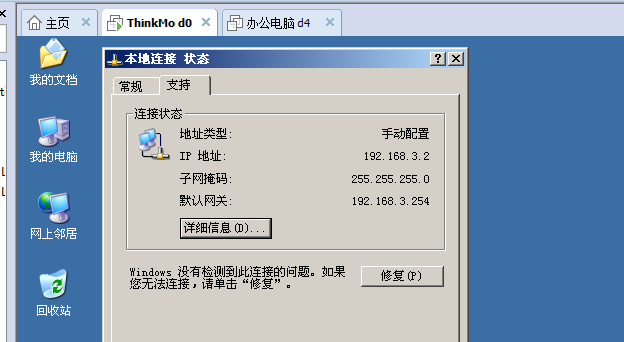 主页
ThinkMo d0
办公电脑 d4
我的文档
我的电脑
网上邻居
回收站
本地连接 状态
常规
支持
连接状态
地址类型: 手动配置
IP 地址: 192.168.3.2
子网掩码: 255.255.255.0
默认网关: 192.168.3.254
详细信息(D)...
Windows 没有检测到此连接的问题。如果
您无法连接,请单击“修复”。
修复(P)